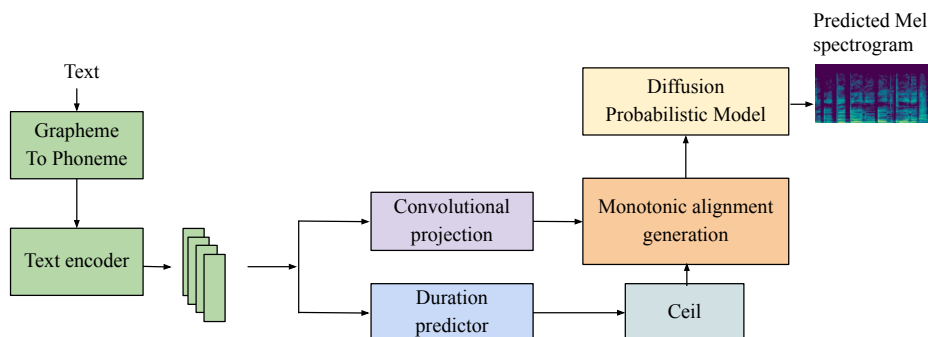 Text
Grapheme
To Phoneme
Text encoder
Convolutional
projection
Duration
predictor
Ceil
Monotonic alignment
generation
Diffusion
Probabilistic Model
Predicted Mel
spectrogram